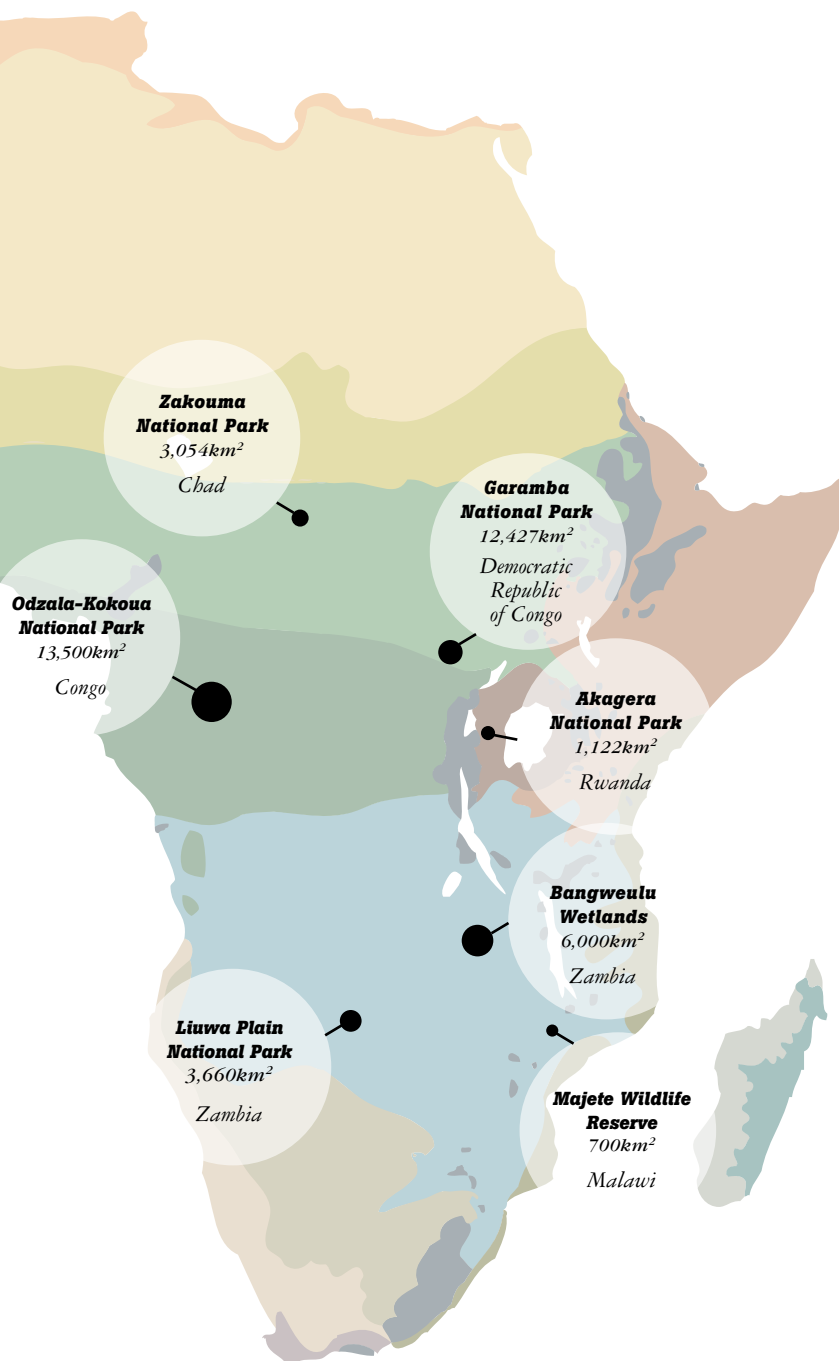 Zakouma
National Park
3,054km²
Chad
Garamba
National Park
12,427km²
Democratic
Republic
of Congo
Odzala-Kokoua
National Park
13,500km²
Congo
Akagera
National Park
1,122km²
Rwanda
Bangweulu
Wetlands
6,000km²
Zambia
Liuwa Plain
National Park
3,660km²
Zambia
Majete Wildlife
Reserve
700km²
Malawi